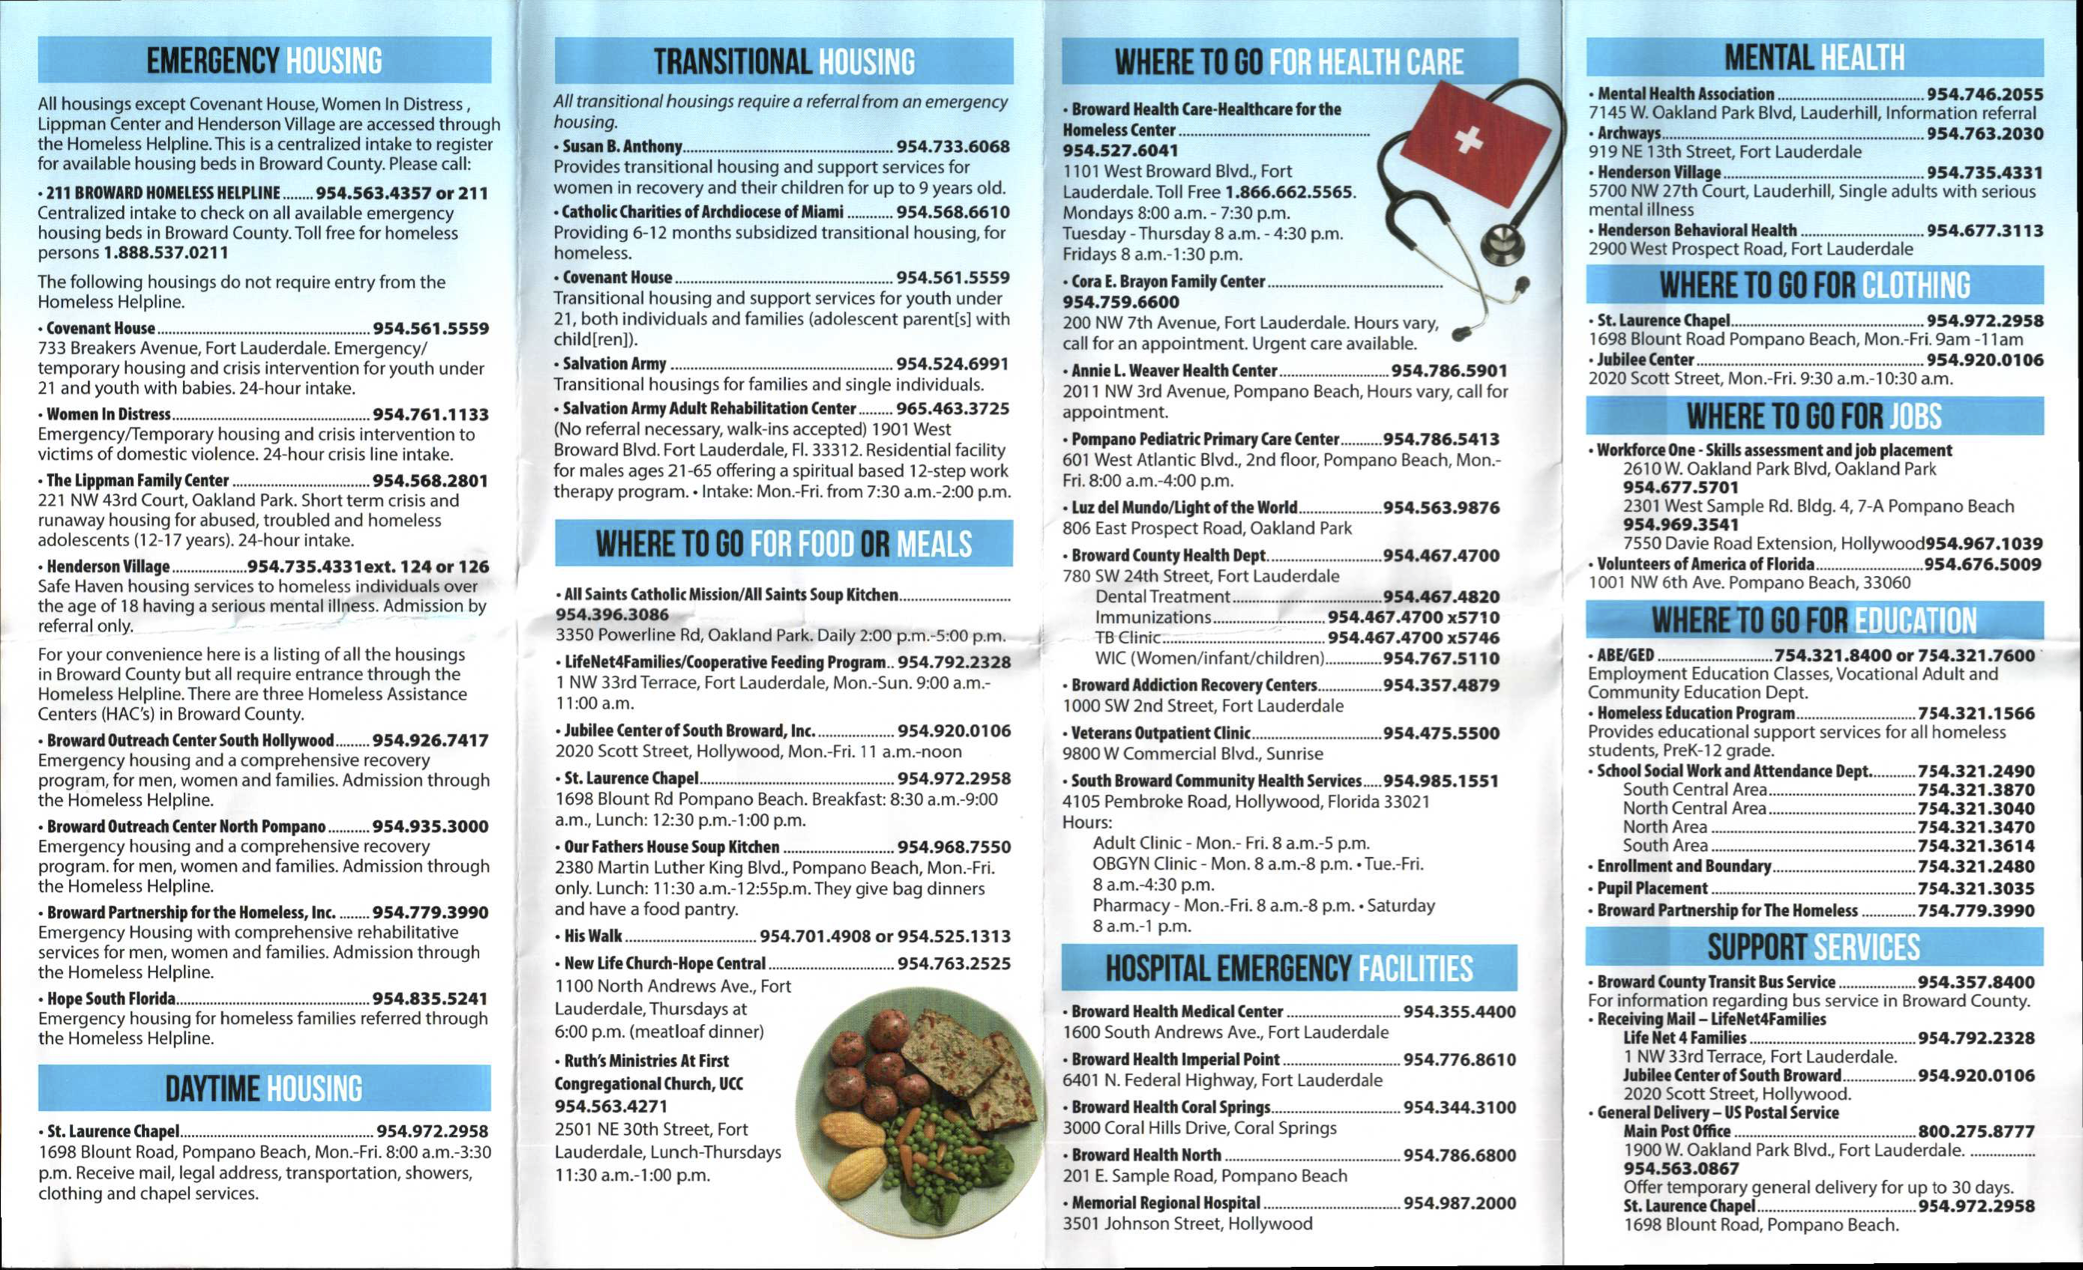 EMERGENCY HOUSING
All housings except Covenant House, Women In Distress ,
Lippman Center and Henderson Village are accessed through
the Homeless Helpline. This is a centralized intake to register
for available housing beds in Broward County. Please call:
• 211 BROWARD HOMELESS HELPLINE ........ 954.563.4357 or 211
Centralized intake to check on all available emergency
housing beds in Broward County. Toll free for homeless
persons 1.888.537.0211
The following housings do not require entry from the
Homeless Helpline.
• Covenant House ........ 954.561.5559
733 Breakers Avenue, Fort Lauderdale. Emergency/
temporary housing and crisis intervention for youth under
21 and youth with babies. 24-hour intake.
• Women In Distress ........ 954.761.1133
Emergency/Temporary housing and crisis intervention to
victims of domestic violence. 24-hour crisis line intake.
• The Lippman Family Center ........ 954.568.2801
221 NW 43rd Court, Oakland Park. Short term crisis and
runaway housing for abused, troubled and homeless
adolescents (12-17 years). 24-hour intake.
• Henderson Village ........ 954.735.4331ext. 124 or 126
Safe Haven housing services to homeless individuals over
the age of 18 having a serious mental illness. Admission by
referral only.
For your convenience here is a listing of all the housings
in Broward County but all require entrance through the
Homeless Helpline. There are three Homeless Assistance
Centers (HAC's) in Broward County.
• Broward Outreach Center South Hollywood ........ 954.926.7417
Emergency housing and a comprehensive recovery
program, for men, women and families. Admission through
the Homeless Helpline.
• Broward Outreach Center North Pompano ........ 954.935.3000
Emergency housing and a comprehensive recovery
program. for men, women and families. Admission through
the Homeless Helpline.
• Broward Partnership for the Homeless, Inc. ........ 954.779.3990
Emergency Housing with comprehensive rehabilitative
services for men, women and families. Admission through
the Homeless Helpline.
• Hope South Florida ........ 954.835.5241
Emergency housing for homeless families referred through
the Homeless Helpline.
DAYTIME HOUSING
• St. Laurence Chapel ........ 954.972.2958
1698 Blount Road, Pompano Beach, Mon.-Fri. 8:00 a.m.-3:30
p.m. Receive mail, legal address, transportation, showers,
clothing and chapel services.
TRANSITIONAL HOUSING
All transitional housings require a referral from an emergency
housing.
• Susan B. Anthony ........ 954.733.6068
Provides transitional housing and support services for
women in recovery and their children for up to 9 years old.
• Catholic Charities of Archdiocese of Miami ........ 954.568.6610
Providing 6-12 months subsidized transitional housing, for
homeless.
• Covenant House ........ 954.561.5559
Transitional housing and support services for youth under
21, both individuals and families (adolescent parent[s] with
child[ren]).
• Salvation Army ........ 954.524.6991
Transitional housings for families and single individuals.
• Salvation Army Adult Rehabilitation Center ........ 965.463.3725
(No referral necessary, walk-ins accepted) 1901 West
Broward Blvd. Fort Lauderdale, Fl. 33312. Residential facility
for males ages 21-65 offering a spiritual based 12-step work
therapy program. • Intake: Mon.-Fri. from 7:30 a.m.-2:00 p.m.
WHERE TO GO FOR FOOD OR MEALS
• All Saints Catholic Mission/All Saints Soup Kitchen ........
954.396.3086
3350 Powerline Rd, Oakland Park. Daily 2:00 p.m.-5:00 p.m.
• LifeNet4Families/Cooperative Feeding Program.. 954.792.2328
1 NW 33rd Terrace, Fort Lauderdale, Mon.-Sun. 9:00 a.m.-
11:00 a.m.
• Jubilee Center of South Broward, Inc. ........ 954.920.0106
2020 Scott Street, Hollywood, Mon.-Fri. 11 a.m.-noon
• St. Laurence Chapel ........ 954.972.2958
1698 Blount Rd Pompano Beach. Breakfast: 8:30 a.m.-9:00
a.m., Lunch: 12:30 p.m.-1:00 p.m.
• Our Fathers House Soup Kitchen ........ 954.968.7550
2380 Martin Luther King Blvd., Pompano Beach, Mon.-Fri.
only. Lunch: 11:30 a.m.-12:55p.m. They give bag dinners
and have a food pantry.
• His Walk ........ 954.701.4908 or 954.525.1313
• New Life Church-Hope Central ........ 954.763.2525
1100 North Andrews Ave., Fort
Lauderdale, Thursdays at
6:00 p.m. (meatloaf dinner)
• Ruth's Ministries At First
Congregational Church, UCC
954.563.4271
2501 NE 30th Street, Fort
Lauderdale, Lunch-Thursdays
11:30 a.m.-1:00 p.m.
WHERE TO GO FOR HEALTH CARE
• Broward Health Care-Healthcare for the
Homeless Center ........
954.527.6041
1101 West Broward Blvd., Fort
Lauderdale. Toll Free 1.866.662.5565.
Mondays 8:00 a.m. - 7:30 p.m.
Tuesday - Thursday 8 a.m. - 4:30 p.m.
Fridays 8 a.m.-1:30 p.m.
• Cora E. Brayon Family Center ........
954.759.6600
200 NW 7th Avenue, Fort Lauderdale. Hours vary,
call for an appointment. Urgent care available.
• Annie L. Weaver Health Center ........ 954.786.5901
2011 NW 3rd Avenue, Pompano Beach, Hours vary, call for
appointment.
• Pompano Pediatric Primary Care Center ........ 954.786.5413
601 West Atlantic Blvd., 2nd floor, Pompano Beach, Mon.-
Fri. 8:00 a.m.-4:00 p.m.
• Luz del Mundo/Light of the World ........ 954.563.9876
806 East Prospect Road, Oakland Park
• Broward County Health Dept. ........ 954.467.4700
780 SW 24th Street, Fort Lauderdale
Dental Treatment ........ 954.467.4820
Immunizations ........ 954.467.4700 x5710
TB Clinic ........ 954.467.4700 x5746
WIC (Women/infant/children) ........ 954.767.5110
• Broward Addiction Recovery Centers ........ 954.357.4879
1000 SW 2nd Street, Fort Lauderdale
• Veterans Outpatient Clinic ........ 954.475.5500
9800 W Commercial Blvd., Sunrise
• South Broward Community Health Services ..... 954.985.1551
4105 Pembroke Road, Hollywood, Florida 33021
Hours:
Adult Clinic - Mon.- Fri. 8 a.m.-5 p.m.
OBGYN Clinic - Mon. 8 a.m.-8 p.m. • Tue.-Fri.
8 a.m.-4:30 p.m.
Pharmacy - Mon.-Fri. 8 a.m.-8 p.m. • Saturday
8 a.m.-1 p.m.
HOSPITAL EMERGENCY FACILITIES
• Broward Health Medical Center ........ 954.355.4400
1600 South Andrews Ave., Fort Lauderdale
• Broward Health Imperial Point ........ 954.776.8610
6401 N. Federal Highway, Fort Lauderdale
• Broward Health Coral Springs ........ 954.344.3100
3000 Coral Hills Drive, Coral Springs
• Broward Health North ........ 954.786.6800
201 E. Sample Road, Pompano Beach
• Memorial Regional Hospital ........ 954.987.2000
3501 Johnson Street, Hollywood
MENTAL HEALTH
• Mental Health Association ........ 954.746.2055
7145 W. Oakland Park Blvd, Lauderhill, Information referral
• Archways ........ 954.763.2030
919 NE 13th Street, Fort Lauderdale
• Henderson Village ........ 954.735.4331
5700 NW 27th Court, Lauderhill, Single adults with serious
mental illness
• Henderson Behavioral Health ........ 954.677.3113
2900 West Prospect Road, Fort Lauderdale
WHERE TO GO FOR CLOTHING
• St. Laurence Chapel ........ 954.972.2958
1698 Blount Road Pompano Beach, Mon.-Fri. 9am -11am
• Jubilee Center ........ 954.920.0106
2020 Scott Street, Mon.-Fri. 9:30 a.m.-10:30 a.m.
WHERE TO GO FOR JOBS
• Workforce One - Skills assessment and job placement
2610 W. Oakland Park Blvd, Oakland Park
954.677.5701
2301 West Sample Rd. Bldg. 4, 7-A Pompano Beach
954.969.3541
7550 Davie Road Extension, Hollywood954.967.1039
• Volunteers of America of Florida ........ 954.676.5009
1001 NW 6th Ave. Pompano Beach, 33060
WHERE TO GO FOR EDUCATION
• ABE/GED ........ 754.321.8400 or 754.321.7600
Employment Education Classes, Vocational Adult and
Community Education Dept.
• Homeless Education Program ........ 754.321.1566
Provides educational support services for all homeless
students, PreK-12 grade.
• School Social Work and Attendance Dept. ........ 754.321.2490
South Central Area ........ 754.321.3870
North Central Area ........ 754.321.3040
North Area ........ 754.321.3470
South Area ........ 754.321.3614
• Enrollment and Boundary ........ 754.321.2480
• Pupil Placement ........ 754.321.3035
• Broward Partnership for The Homeless ........ 754.779.3990
SUPPORT SERVICES
• Broward County Transit Bus Service ........ 954.357.8400
For information regarding bus service in Broward County.
• Receiving Mail – LifeNet4Families
Life Net 4 Families ........ 954.792.2328
1 NW 33rd Terrace, Fort Lauderdale.
Jubilee Center of South Broward ........ 954.920.0106
2020 Scott Street, Hollywood.
• General Delivery – US Postal Service
Main Post Office ........ 800.275.8777
1900 W. Oakland Park Blvd., Fort Lauderdale. ........
954.563.0867
Offer temporary general delivery for up to 30 days.
St. Laurence Chapel ........ 954.972.2958
1698 Blount Road, Pompano Beach.